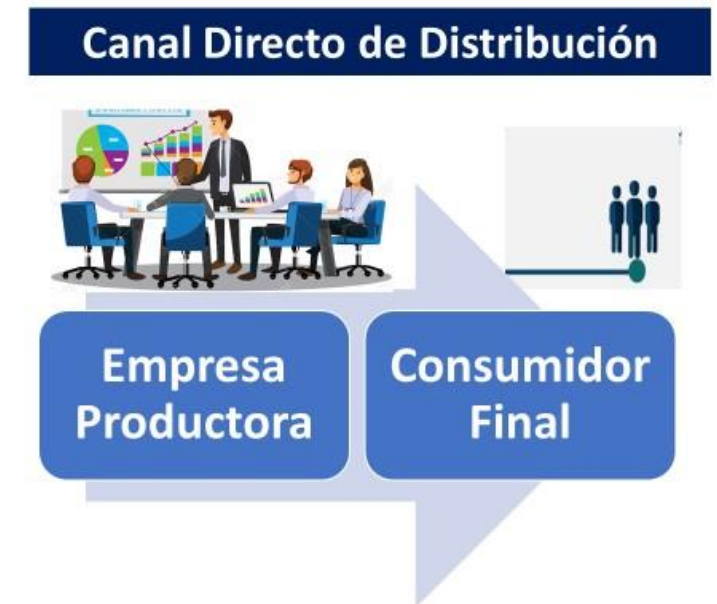 Canal Directo de Distribución
Empresa
Productora
Consumidor
Final